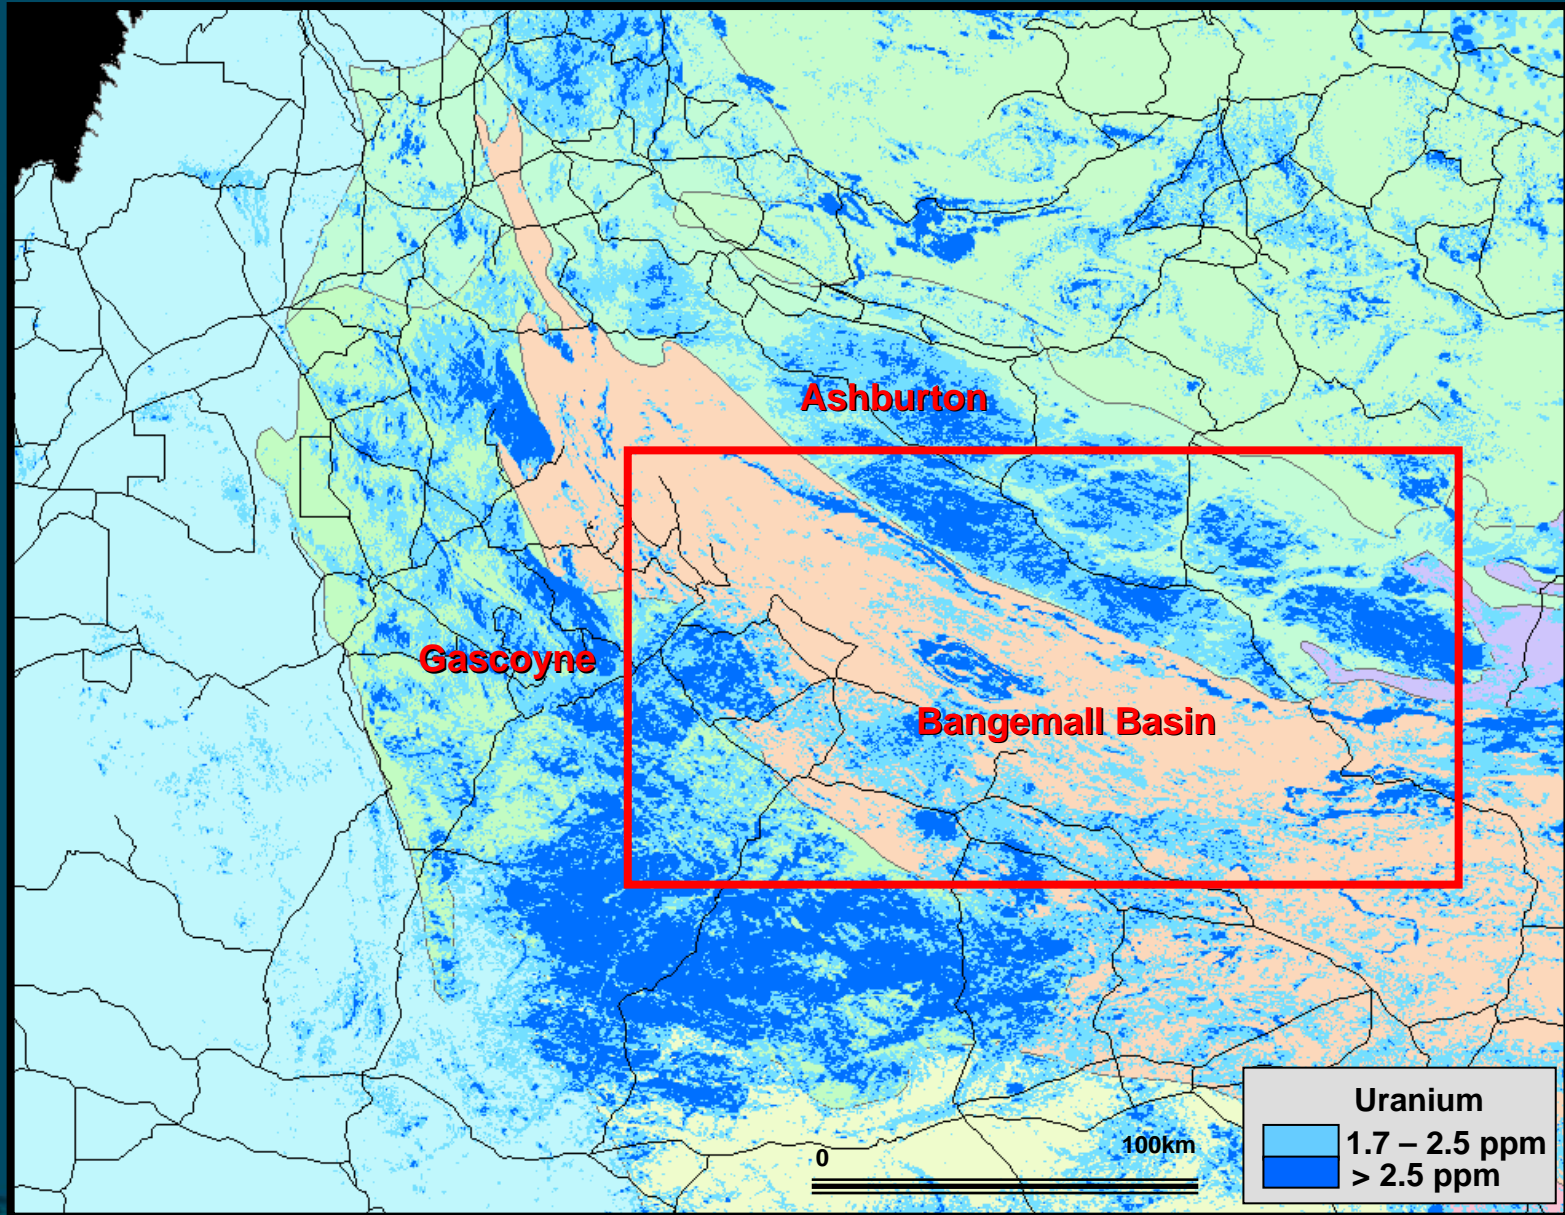 Ashburton
Gascoyne
Bangemall Basin
0
100km
Uranium
1.7 – 2.5 ppm
> 2.5 ppm